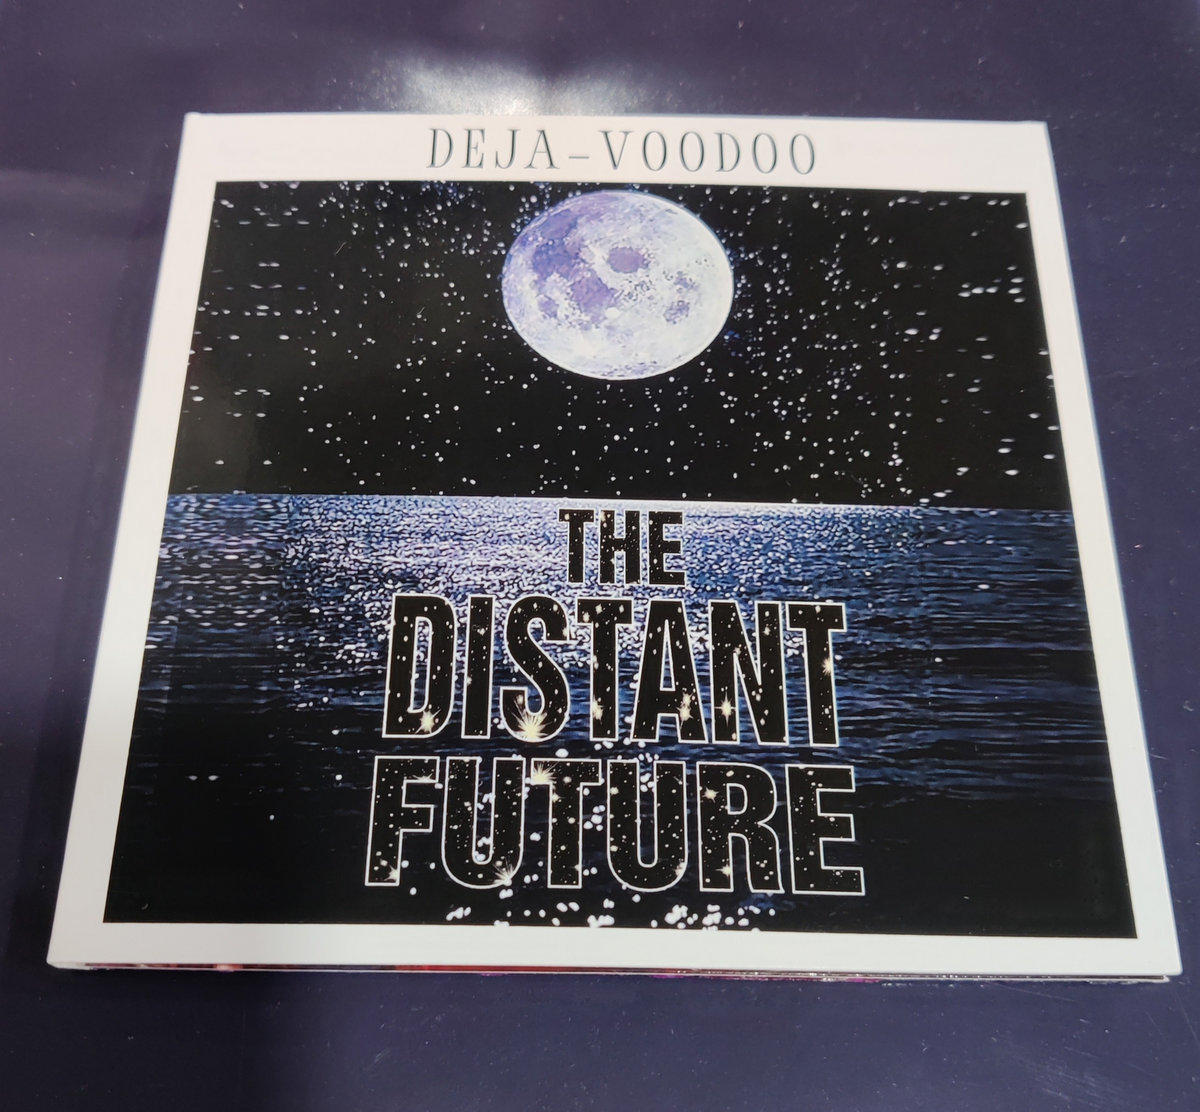 DEJA-VOODOO
THE
DISTANT
FUTURE